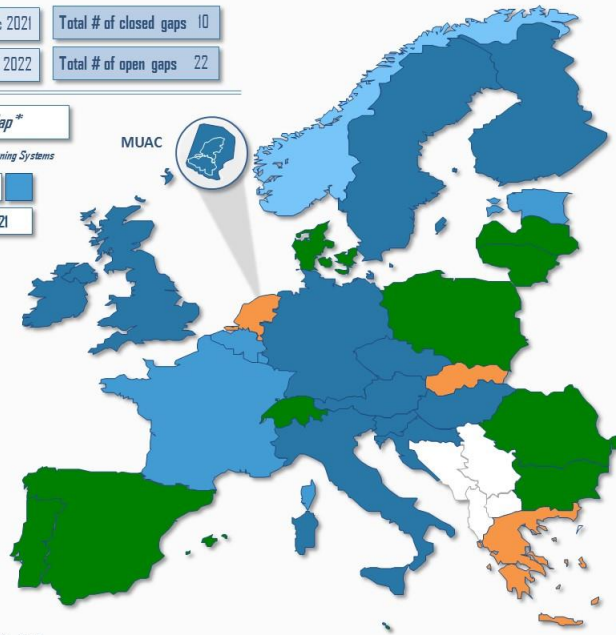 2021
Total # of closed gaps 10
2022
Total # of open gaps 22
ap*
ning Systems
MUAC
21